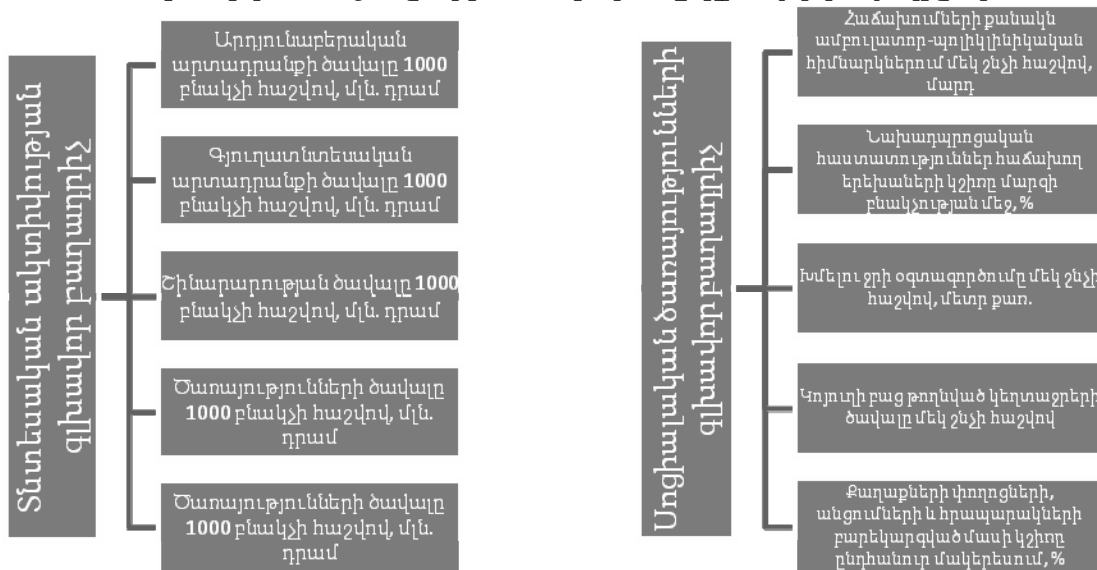 Տնտեսական ակտիվության
գլխավոր բաղադրիչ
Արդյունաբերական
արտադրանքի ծավալը 1000
բնակչի հաշվով, մլն. դրամ
Գյուղատնտեսական
արտադրանքի ծավալը 1000
բնակչի հաշվով, մլն. դրամ
Շինարարության ծավալը 1000
բնակչի հաշվով, մլն. դրամ
Ծառայությունների ծավալը
1000 բնակչի հաշվով, մլն.
դրամ
Ծառայությունների ծավալը
1000 բնակչի հաշվով, մլն.
դրամ
Սոցիալական ծառայությունների
գլխավոր բաղադրիչ
Հաճախումների քանակն
ամբուլատոր-պոլիկլինիկական
հիմնարկներում մեկ շնչի հաշվով,
մարդ
Նախադպրոցական
հաստատություններ հաճախող
երեխաների կշիռը մարզի
բնակչության մեջ, %
Խմելու ջրի օգտագործումը մեկ շնչի
հաշվով, մետր քառ.
Կոյուղի բաց թողնված կեղտաջրերի
ծավալը մեկ շնչի հաշվով
Քաղաքների փողոցների,
անցումների և հրապարակների
բարեկարգված մասի կշիռը
ընդհանուր մակերեսում, %